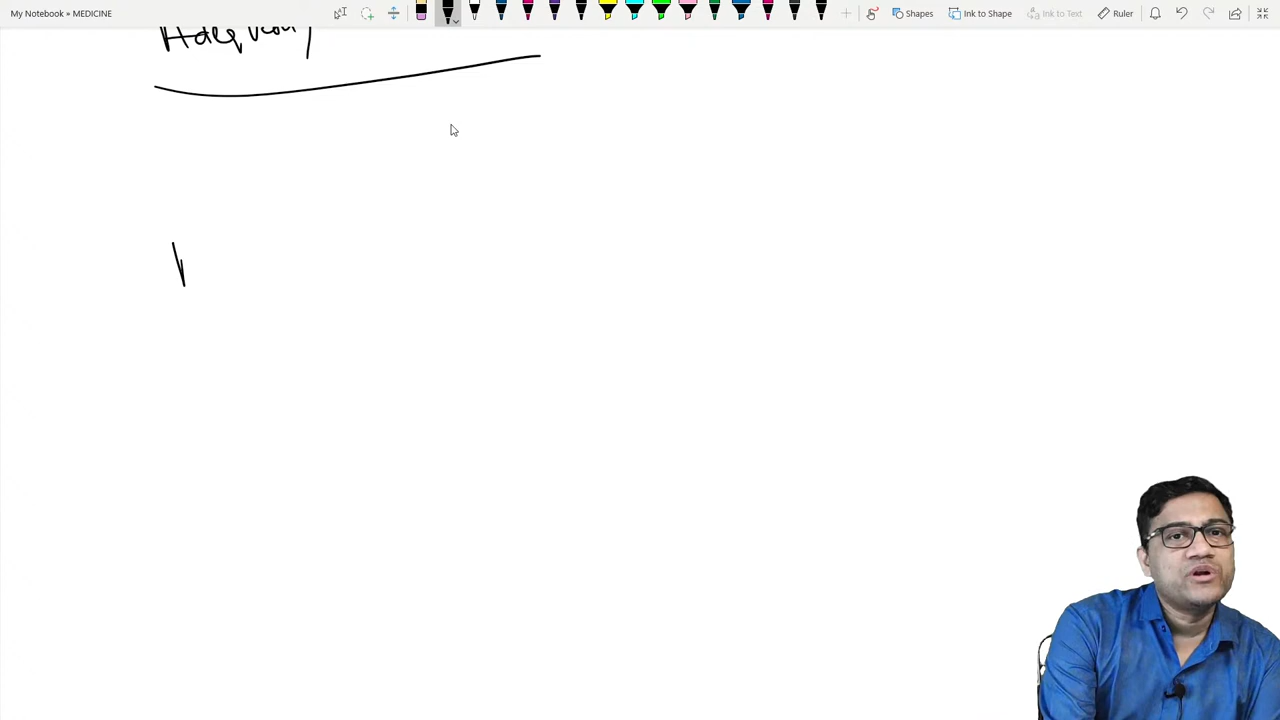 My Notebook » MEDICINE
Shapes
Ink to Shape
Ink to Text
Ruler